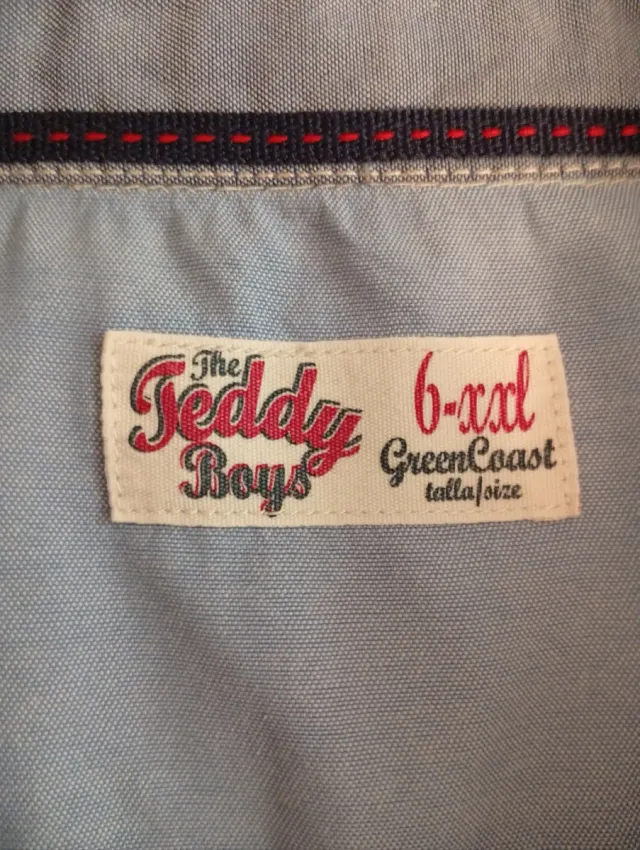 The
Teddy
Boys
6-xxl
GreenCoast
talla/size